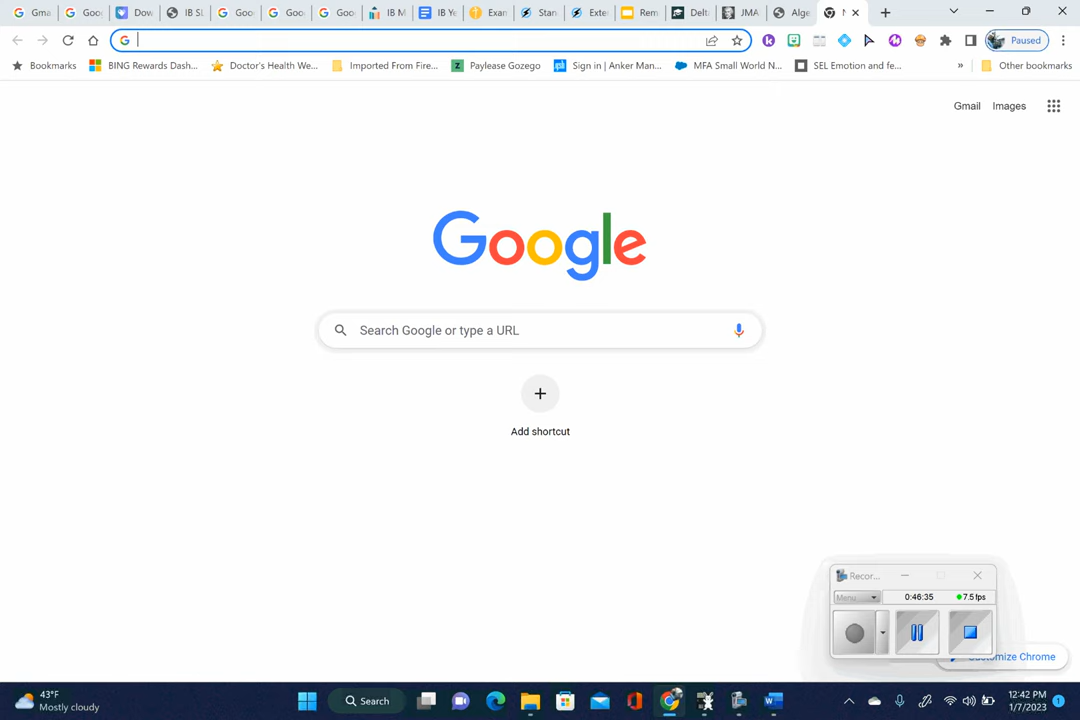 Gma
Goo
Dow
IB SL
Goo
Goo
Goo
IB M
IB Ye
Exan
Stan
Exte
Rem
Delta
JMA
Alge
N
Paused
Bookmarks
BING Rewards Dash...
Doctor's Health We...
Imported From Fire...
Paylease Gozego
Sign in | Anker Man...
MFA Small World N...
SEL Emotion and fe...
»
Other bookmarks
Gmail
Images
Google
Search Google or type a URL
Add shortcut
Recor...
Menu
0:46:35
7.5 fps
Customize Chrome
43°F
Mostly cloudy
Search
12:42 PM
1/7/2023
1